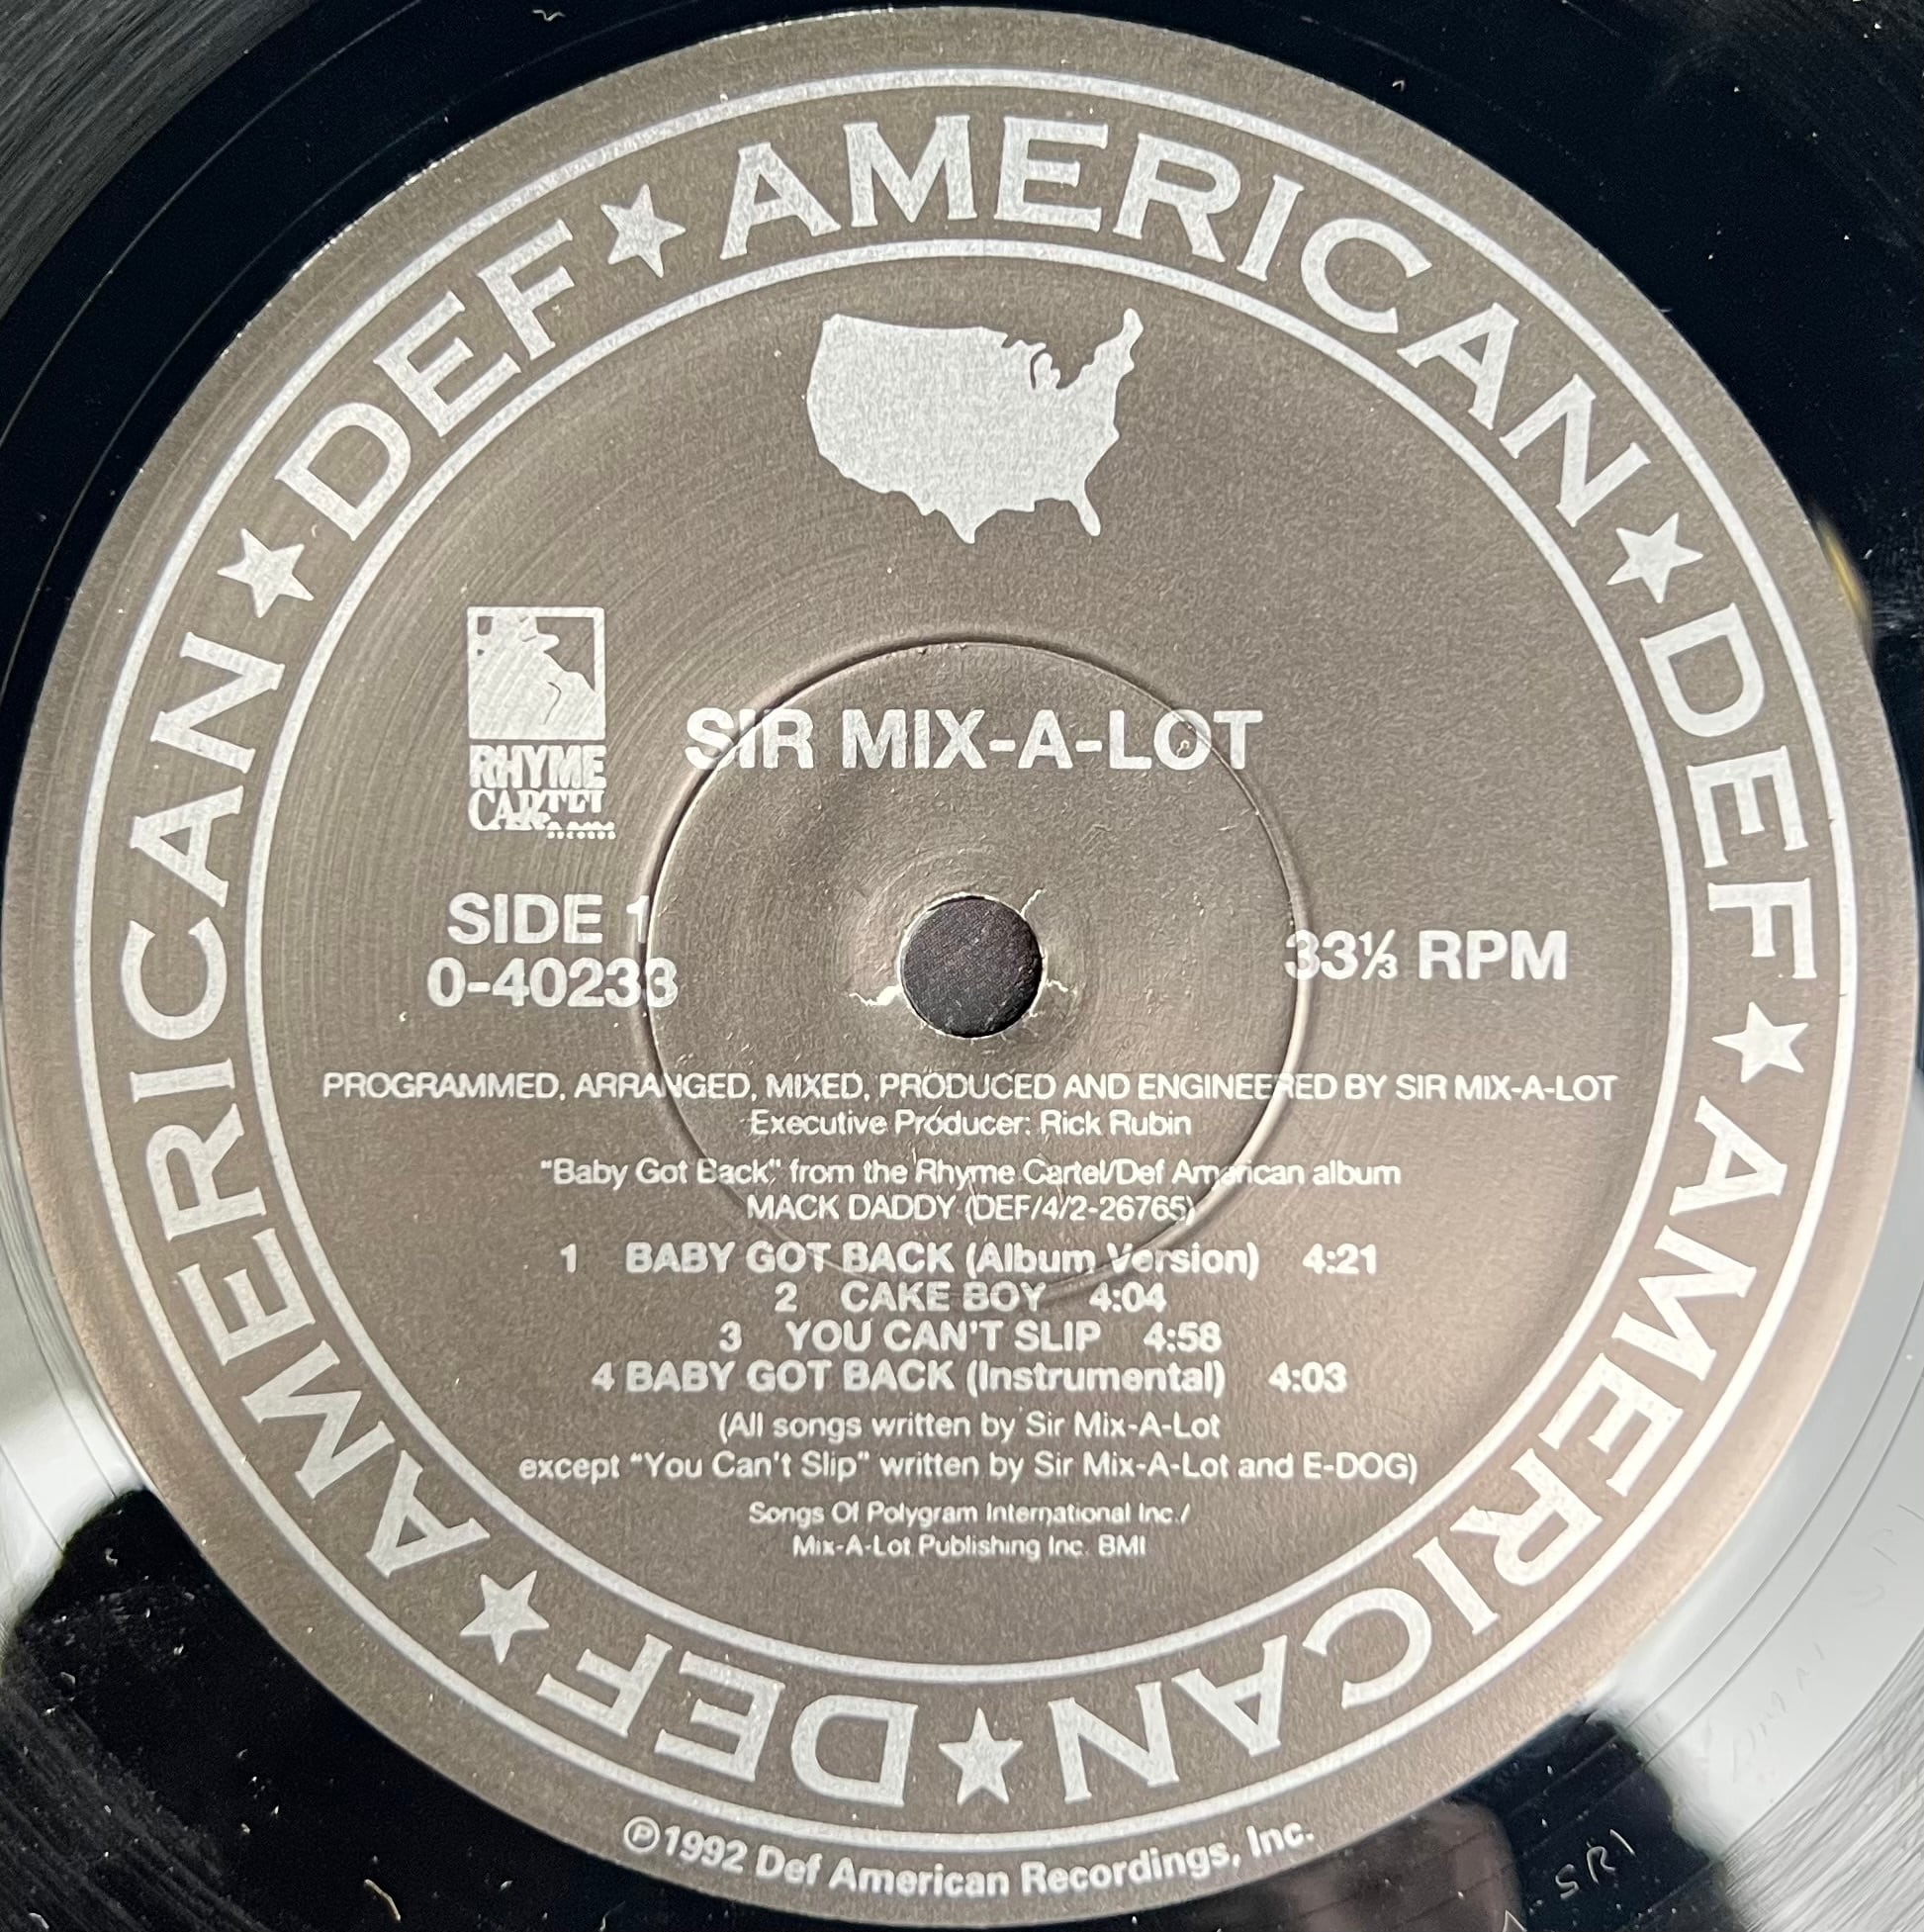 DEF ★ AMERICAN ★ DEF ★ AMERICAN ★ DEF ★ AMERICAN ★
RHYME
CARTEL
RECORDS
SIR MIX-A-LOT
SIDE 1
0-40233
33⅓ RPM
PROGRAMMED, ARRANGED, MIXED, PRODUCED AND ENGINEERED BY SIR MIX-A-LOT
Executive Producer: Rick Rubin
"Baby Got Back" from the Rhyme Cartel/Def American album
MACK DADDY (DEF/4/2-26765)
1 BABY GOT BACK (Album Version) 4:21
2 CAKE BOY 4:04
3 YOU CAN'T SLIP 4:58
4 BABY GOT BACK (Instrumental) 4:03
(All songs written by Sir Mix-A-Lot
except "You Can't Slip" written by Sir Mix-A-Lot and E-DOG)
Songs Of Polygram International Inc./
Mix-A-Lot Publishing Inc. BMI
℗1992 Def American Recordings, Inc.
SR1